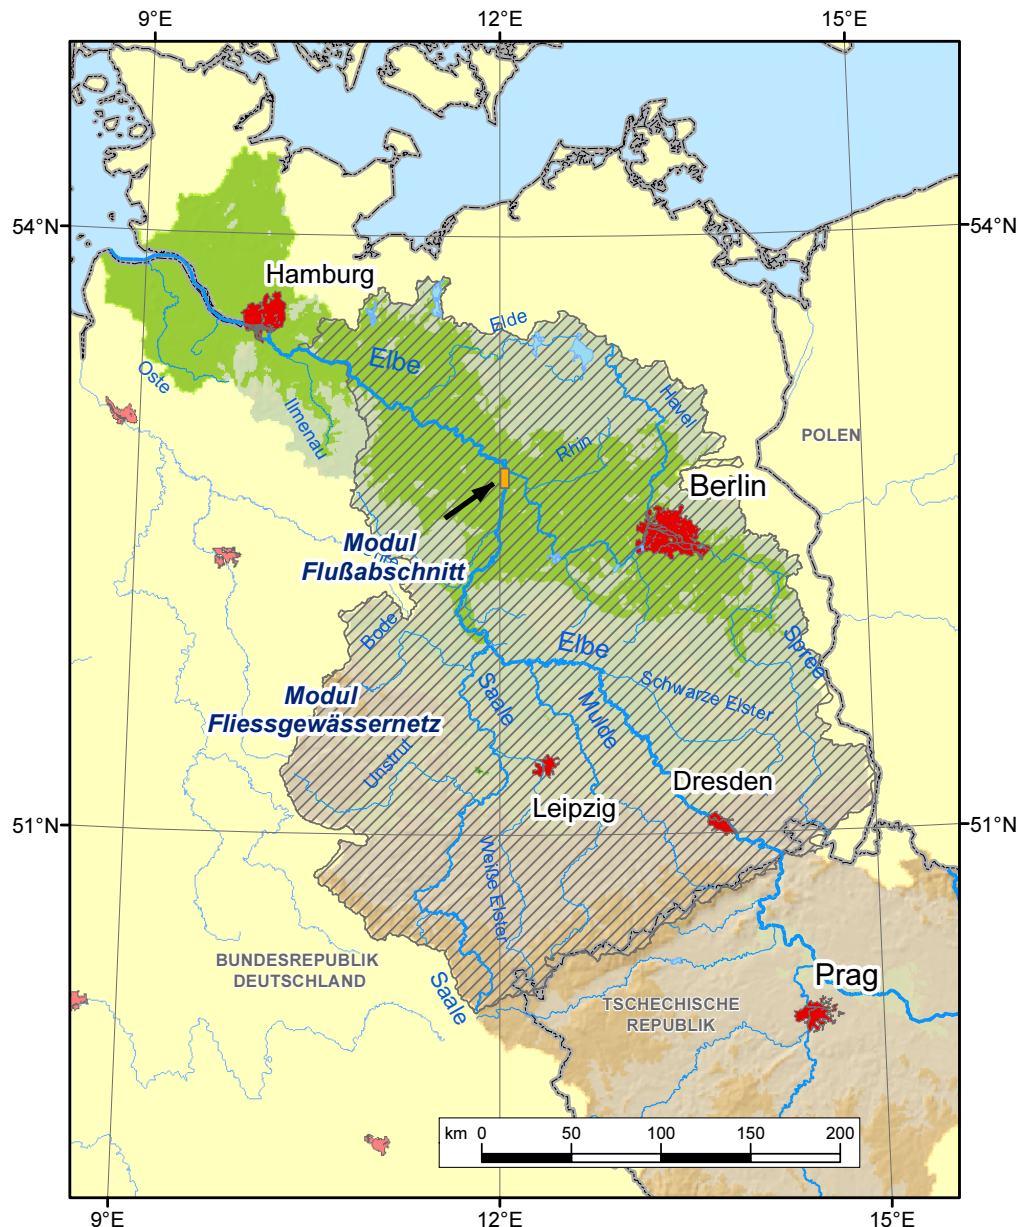 9°E
12°E
15°E
54°N
54°N
Hamburg
Elde
Elbe
Oste
Ilmenau
Havel
Rhin
POLEN
Berlin
Modul
Flußabschnitt
Bode
Elbe
Spree
Saale
Schwarze Elster
Mulde
Modul
Fliessgewässernetz
Unstrut
Dresden
Leipzig
51°N
51°N
Weiße Elster
BUNDESREPUBLIK
DEUTSCHLAND
Saale
Prag
TSCHECHISCHE
REPUBLIK
km 0 50 100 150 200
9°E
12°E
15°E